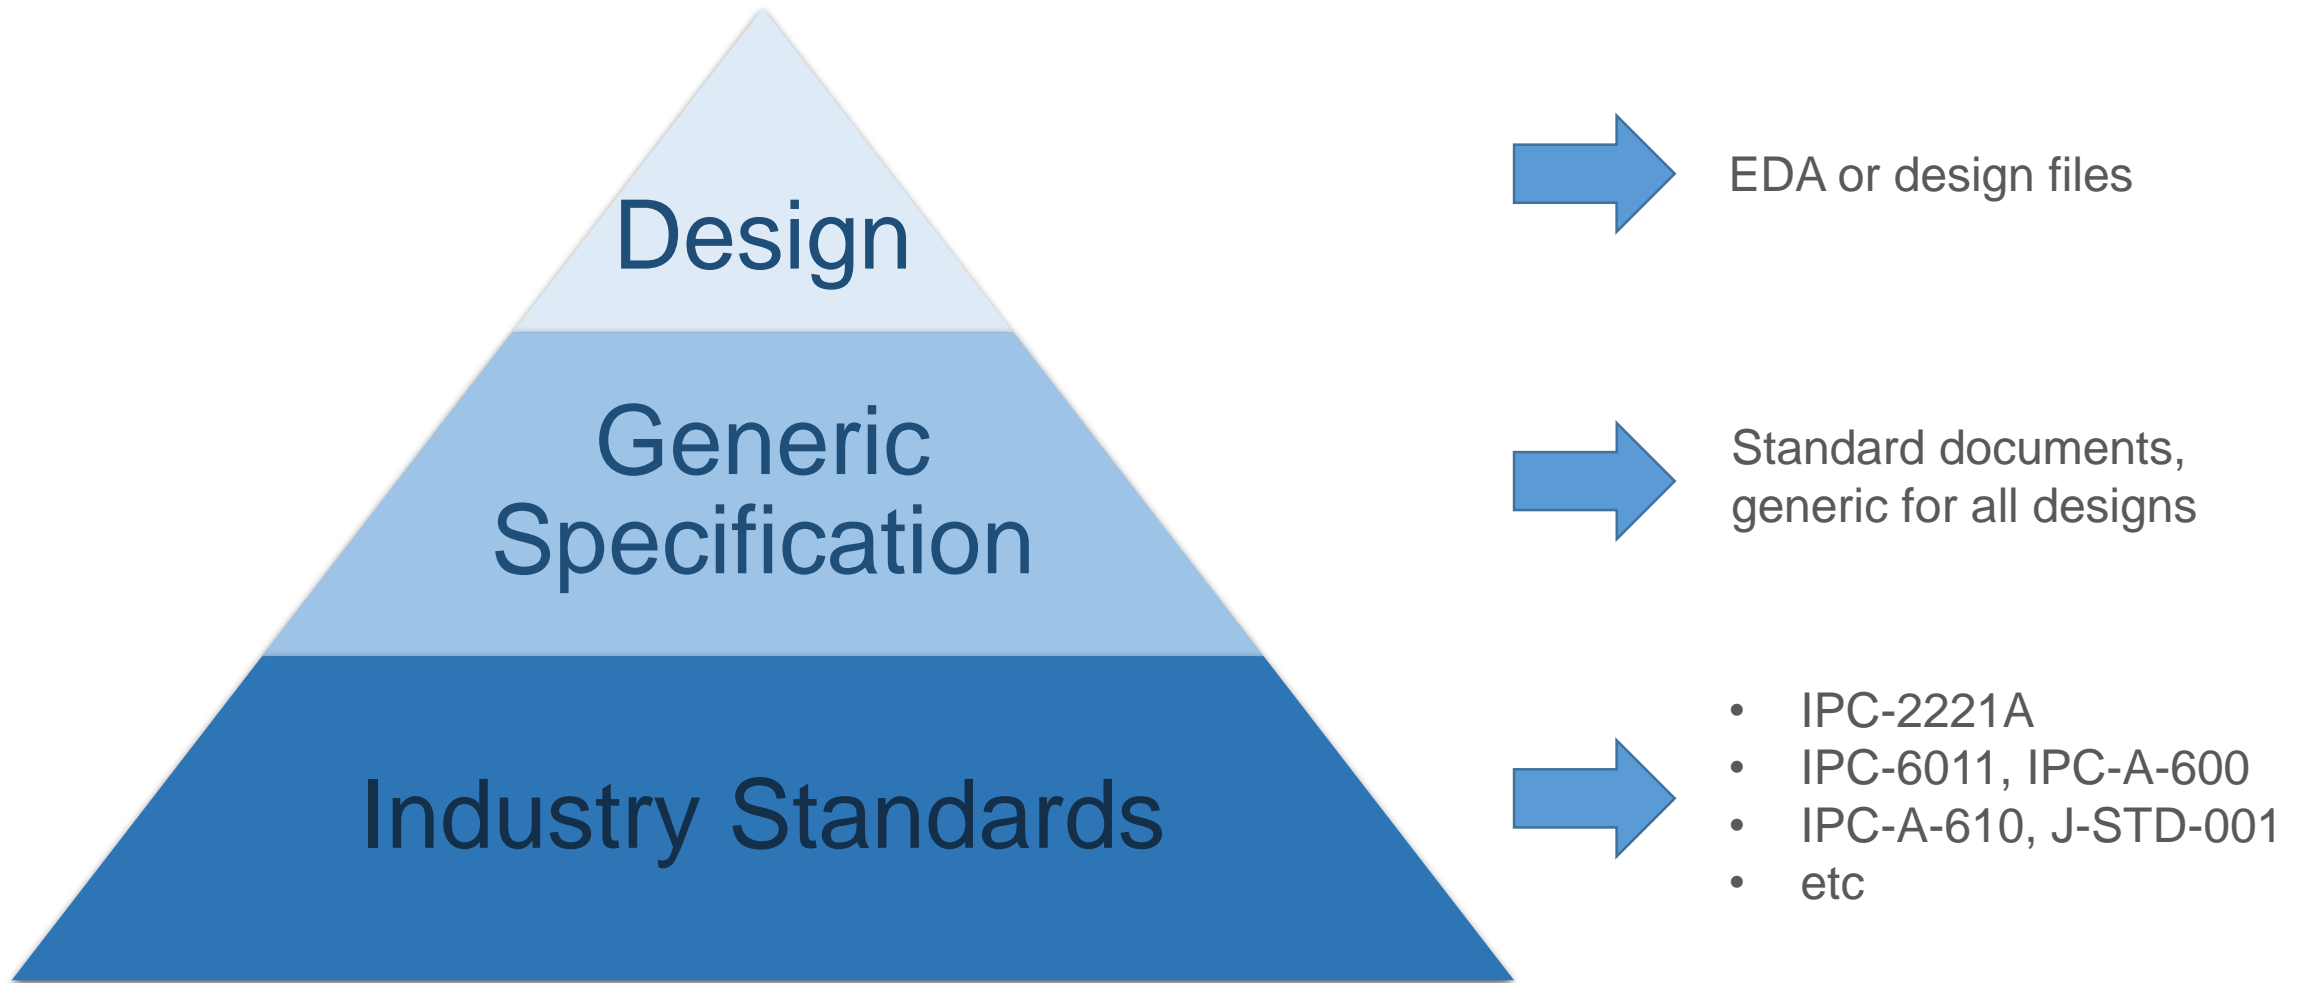 Design
EDA or design files
Generic
Specification
Standard documents,
generic for all designs
Industry Standards
• IPC-2221A
• IPC-6011, IPC-A-600
• IPC-A-610, J-STD-001
• etc